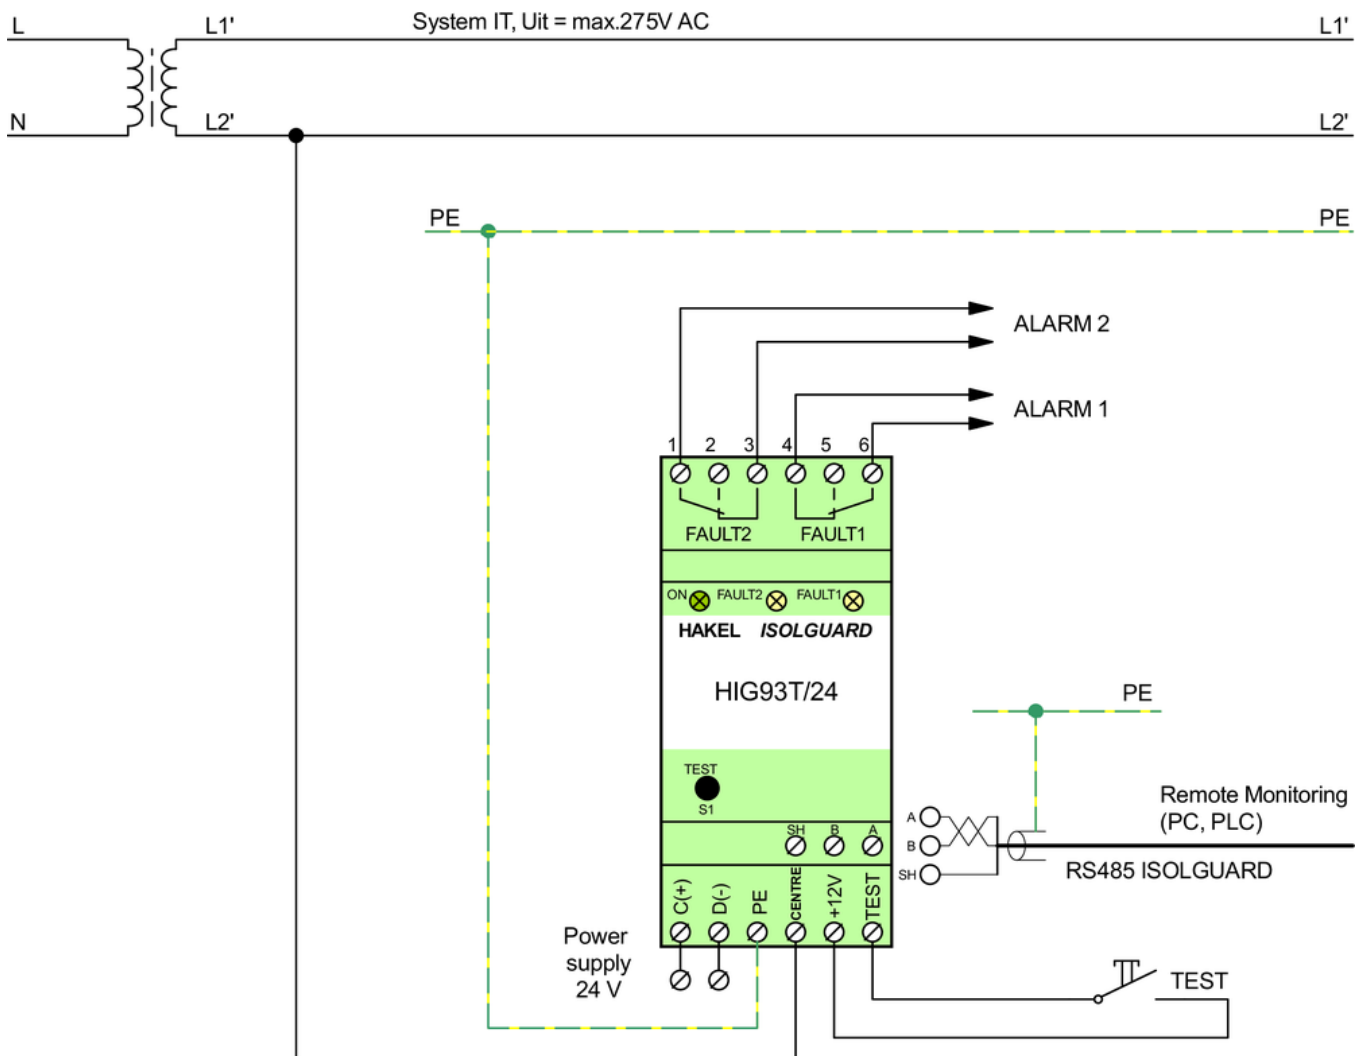 L L1' System IT, Uit = max.275V AC L1'
N L2' L2'
PE PE
ALARM 2
ALARM 1
1 2 3 4 5 6
FAULT2 FAULT1
ON FAULT2 FAULT1
HAKEL ISOLGUARD
HIG93T/24
PE
TEST
S1
Remote Monitoring
(PC, PLC)
SH B A
A
B
SH
RS485 ISOLGUARD
C(+) D(-) PE CENTRE +12V TEST
Power
supply
24 V
TEST